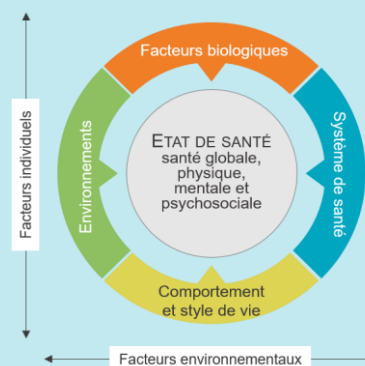 Facteurs biologiques
Facteurs individuels
Environnements
ETAT DE SANTÉ
santé globale,
physique,
mentale et
psychosociale
Système de santé
Comportement
et style de vie
Facteurs environnementaux